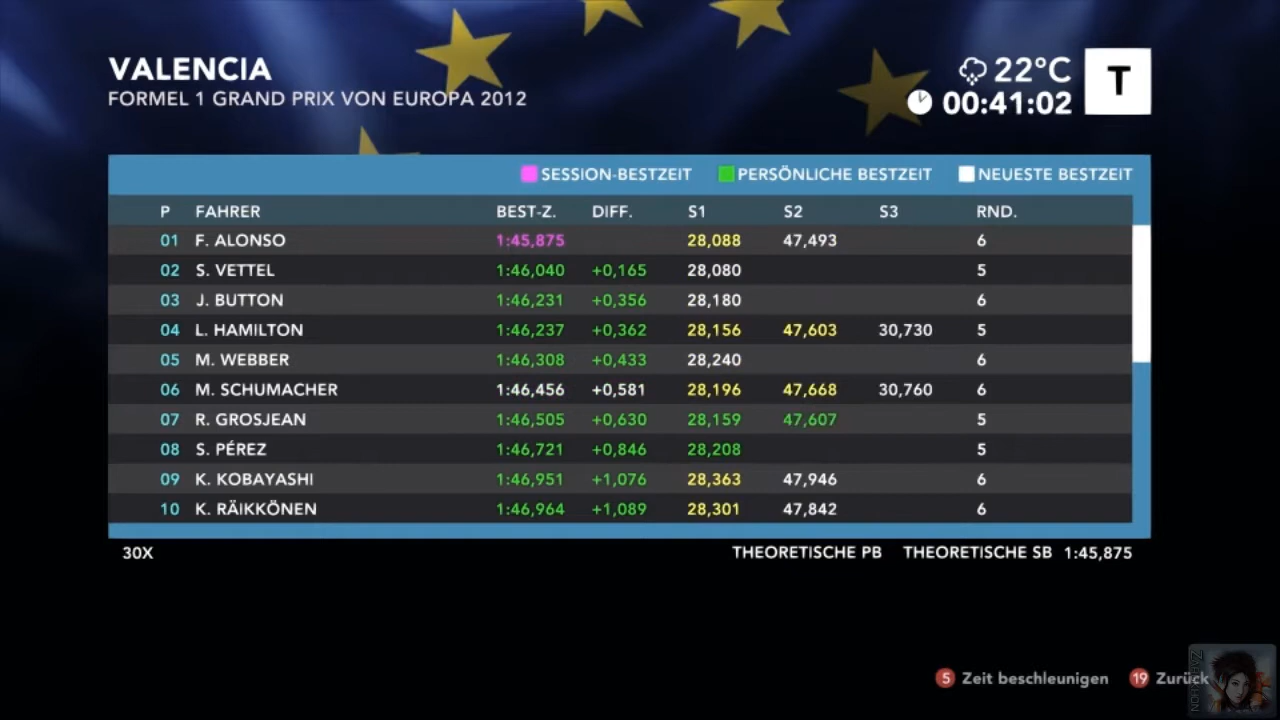 VALENCIA
FORMEL 1 GRAND PRIX VON EUROPA 2012
22°C
00:41:02
T
SESSION-BESTZEIT PERSÖNLICHE BESTZEIT NEUESTE BESTZEIT
P FAHRER BEST-Z. DIFF. S1 S2 S3 RND.
01 F. ALONSO 1:45,875 28,088 47,493 6
02 S. VETTEL 1:46,040 +0,165 28,080 5
03 J. BUTTON 1:46,231 +0,356 28,180 6
04 L. HAMILTON 1:46,237 +0,362 28,156 47,603 30,730 5
05 M. WEBBER 1:46,308 +0,433 28,240 6
06 M. SCHUMACHER 1:46,456 +0,581 28,196 47,668 30,760 6
07 R. GROSJEAN 1:46,505 +0,630 28,159 47,607 5
08 S. PÉREZ 1:46,721 +0,846 28,208 5
09 K. KOBAYASHI 1:46,951 +1,076 28,363 47,946 6
10 K. RÄIKKÖNEN 1:46,964 +1,089 28,301 47,842 6
30X THEORETISCHE PB THEORETISCHE SB 1:45,875
5 Zeit beschleunigen 19 Zurück